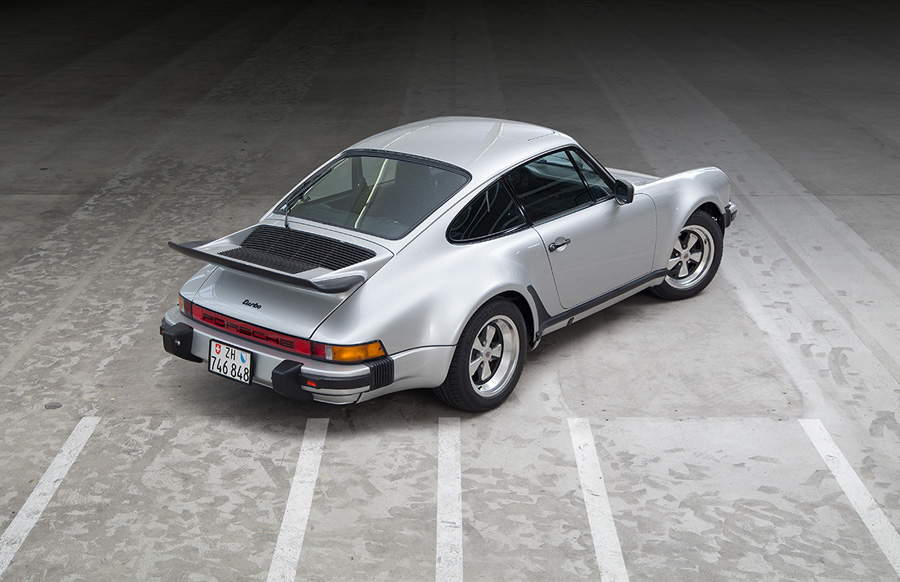 turbo
PORSCHE
ZH
746 848